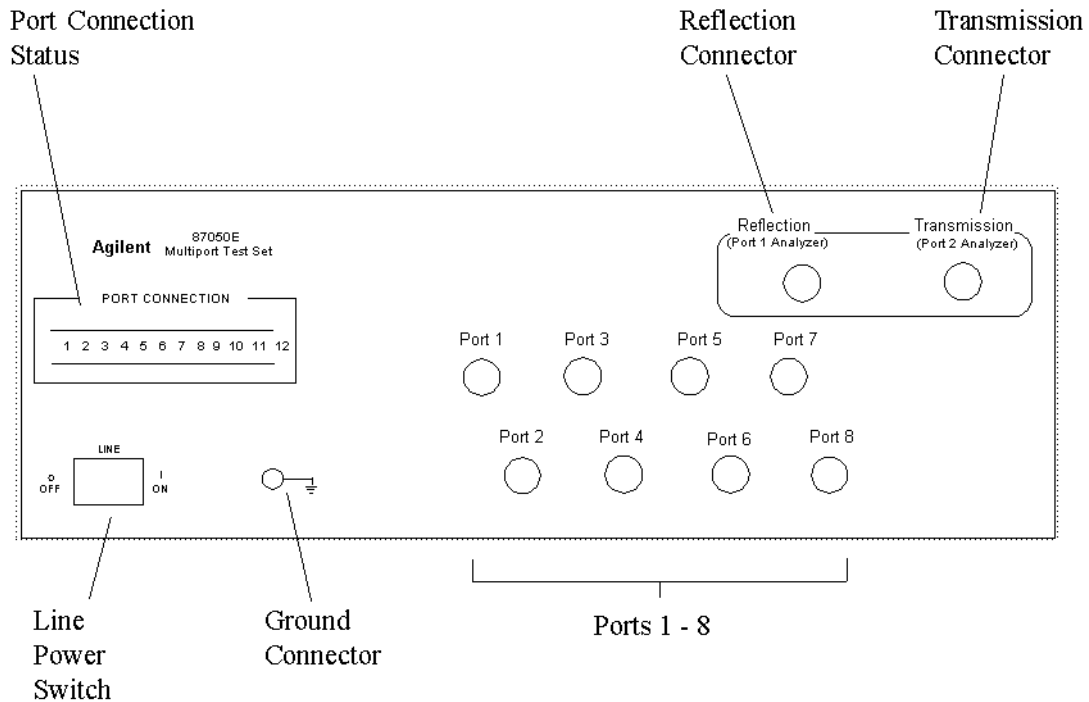 Port Connection
Status
Reflection
Connector
Transmission
Connector
Agilent
87050E
Multiport Test Set
Reflection
(Port 1 Analyzer)
Transmission
(Port 2 Analyzer)
PORT CONNECTION
1 2 3 4 5 6 7 8 9 10 11 12
Port 1
Port 3
Port 5
Port 7
Port 2
Port 4
Port 6
Port 8
LINE
O
OFF
I
ON
Line
Power
Switch
Ground
Connector
Ports 1 - 8